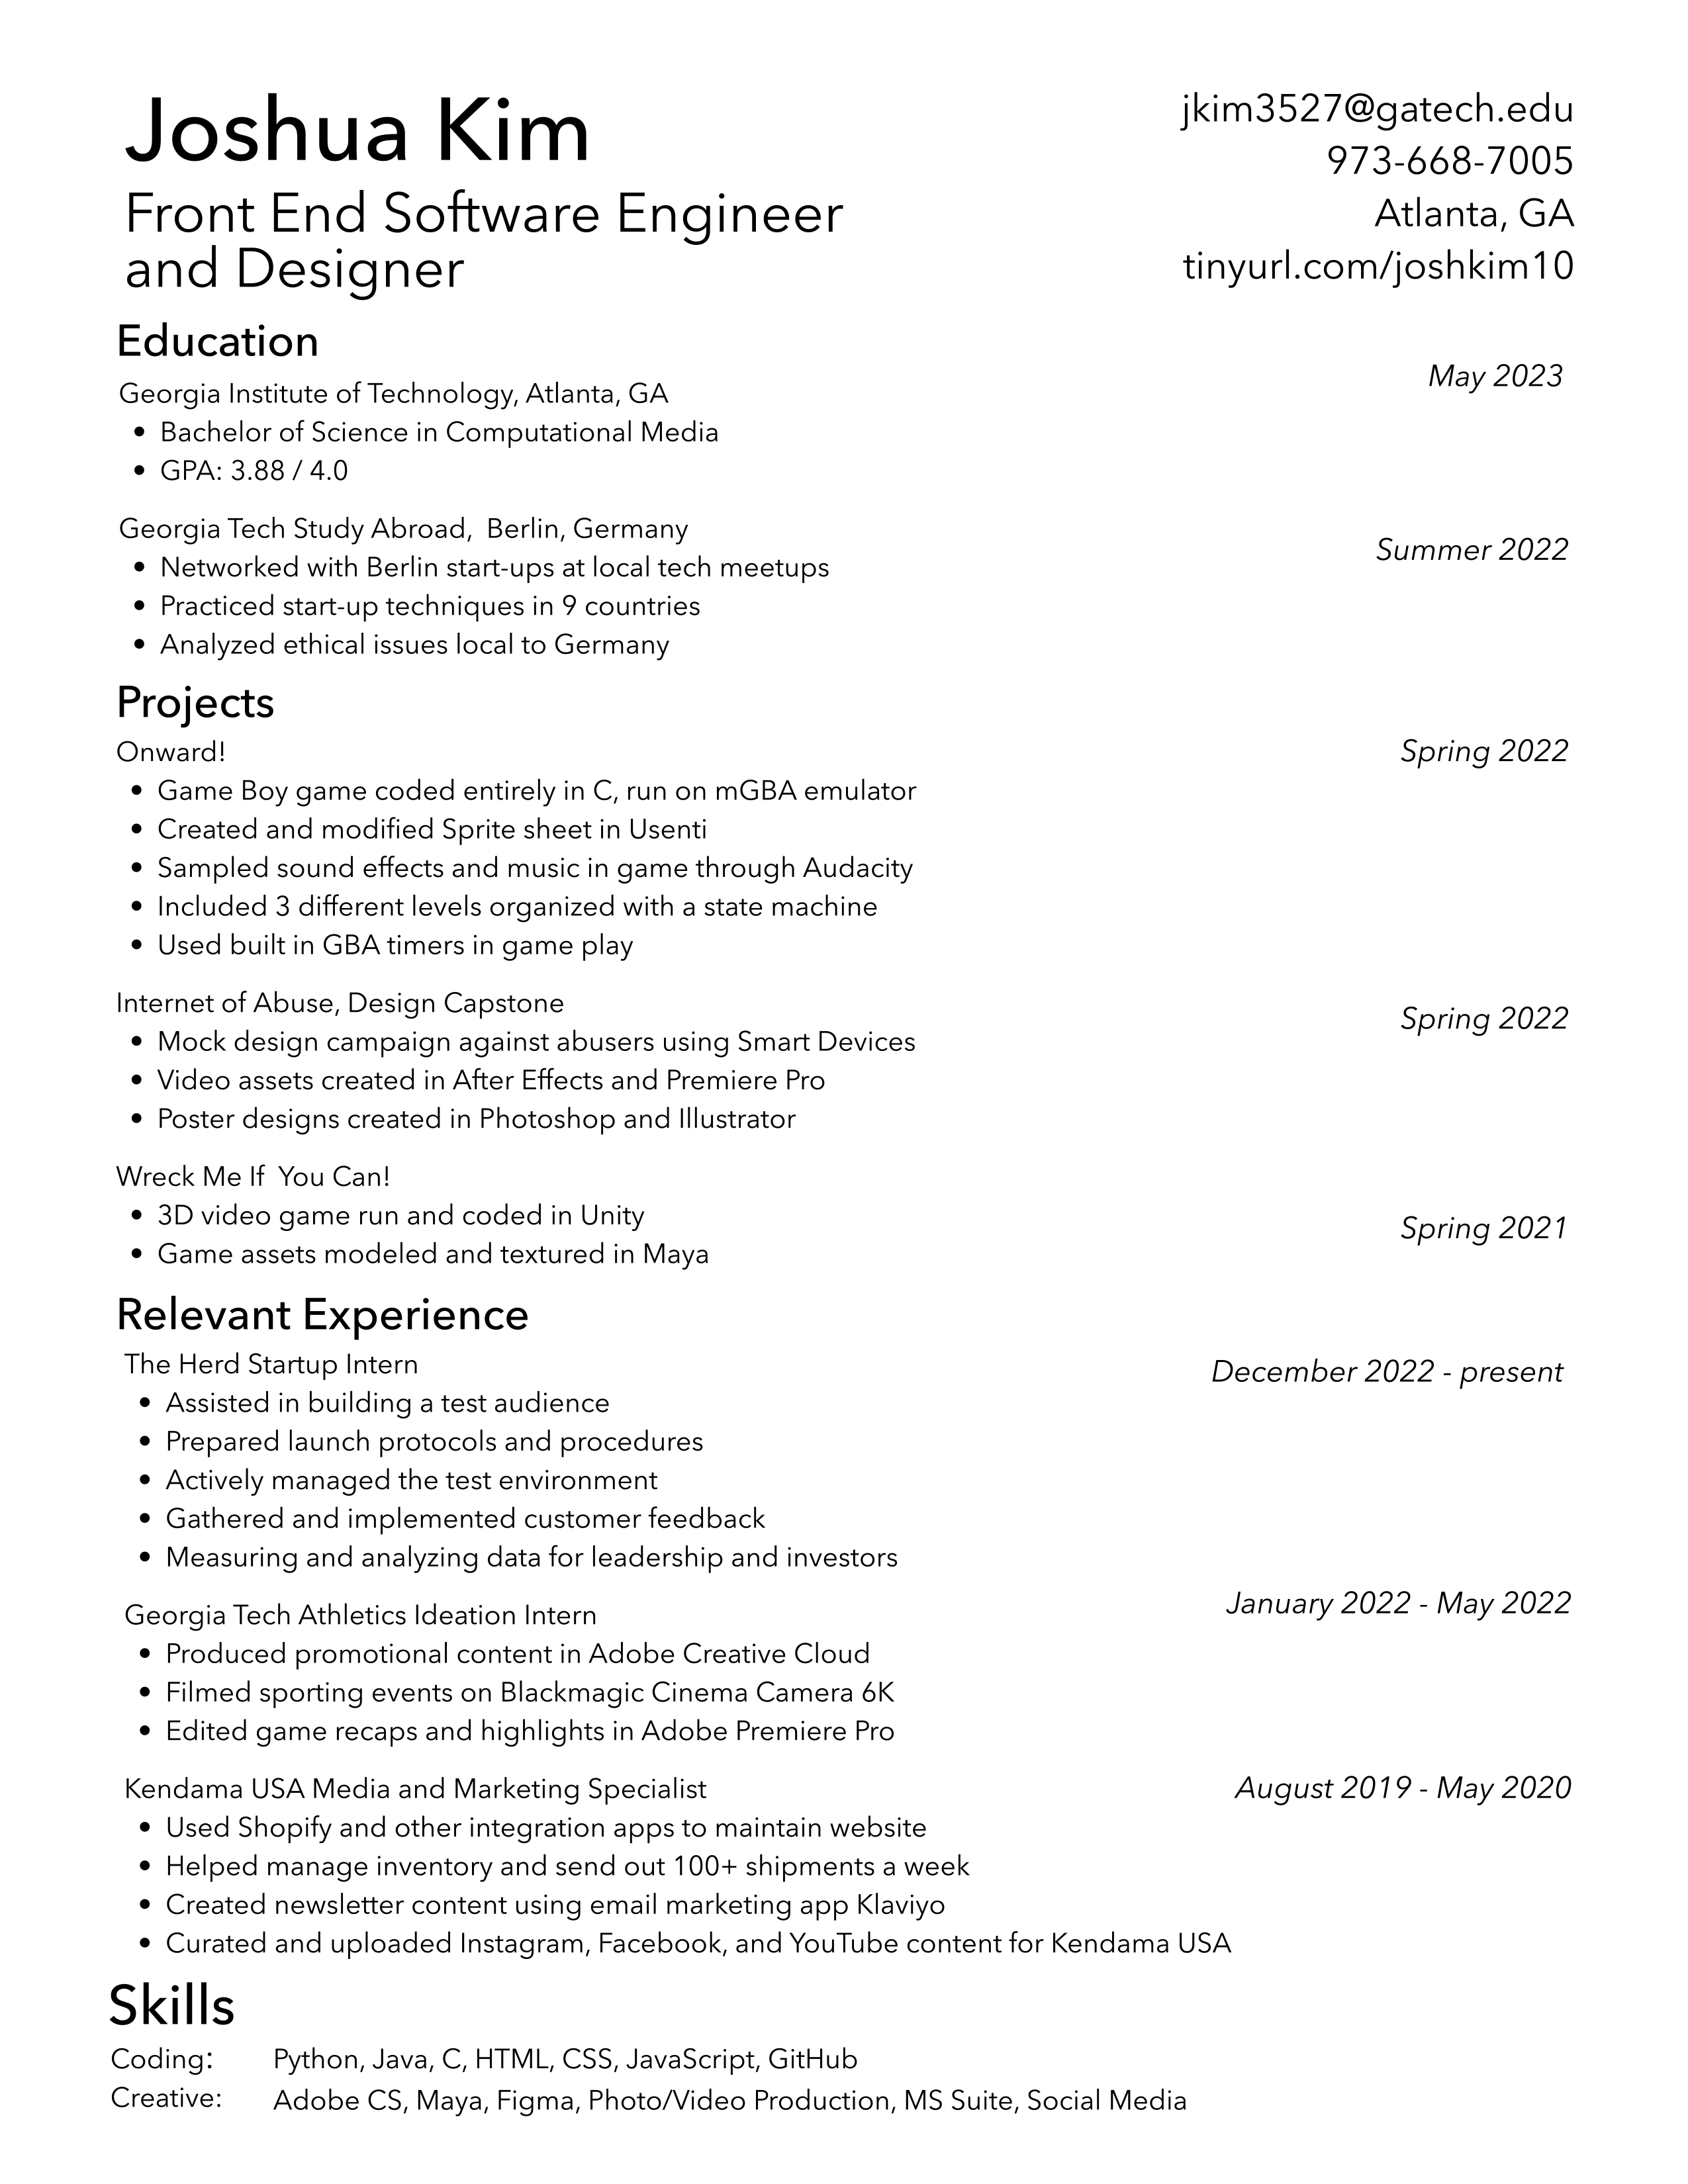 Joshua Kim
Front End Software Engineer
and Designer
jkim3527@gatech.edu
973-668-7005
Atlanta, GA
tinyurl.com/joshkim10
Education
May 2023
Georgia Institute of Technology, Atlanta, GA
• Bachelor of Science in Computational Media
• GPA: 3.88 / 4.0
Georgia Tech Study Abroad,  Berlin, Germany
Summer 2022
• Networked with Berlin start-ups at local tech meetups
• Practiced start-up techniques in 9 countries
• Analyzed ethical issues local to Germany
Projects
Onward!
Spring 2022
• Game Boy game coded entirely in C, run on mGBA emulator
• Created and modified Sprite sheet in Usenti
• Sampled sound effects and music in game through Audacity
• Included 3 different levels organized with a state machine
• Used built in GBA timers in game play
Internet of Abuse, Design Capstone
Spring 2022
• Mock design campaign against abusers using Smart Devices
• Video assets created in After Effects and Premiere Pro
• Poster designs created in Photoshop and Illustrator
Wreck Me If  You Can!
Spring 2021
• 3D video game run and coded in Unity
• Game assets modeled and textured in Maya
Relevant Experience
The Herd Startup Intern
December 2022 - present
• Assisted in building a test audience
• Prepared launch protocols and procedures
• Actively managed the test environment
• Gathered and implemented customer feedback
• Measuring and analyzing data for leadership and investors
Georgia Tech Athletics Ideation Intern
January 2022 - May 2022
• Produced promotional content in Adobe Creative Cloud
• Filmed sporting events on Blackmagic Cinema Camera 6K
• Edited game recaps and highlights in Adobe Premiere Pro
Kendama USA Media and Marketing Specialist
August 2019 - May 2020
• Used Shopify and other integration apps to maintain website
• Helped manage inventory and send out 100+ shipments a week
• Created newsletter content using email marketing app Klaviyo
• Curated and uploaded Instagram, Facebook, and YouTube content for Kendama USA
Skills
Coding: Python, Java, C, HTML, CSS, JavaScript, GitHub
Creative: Adobe CS, Maya, Figma, Photo/Video Production, MS Suite, Social Media